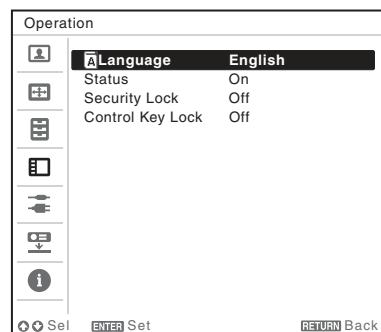 Operation
A Language English
Status On
Security Lock Off
Control Key Lock Off
Sel ENTER Set RETURN Back